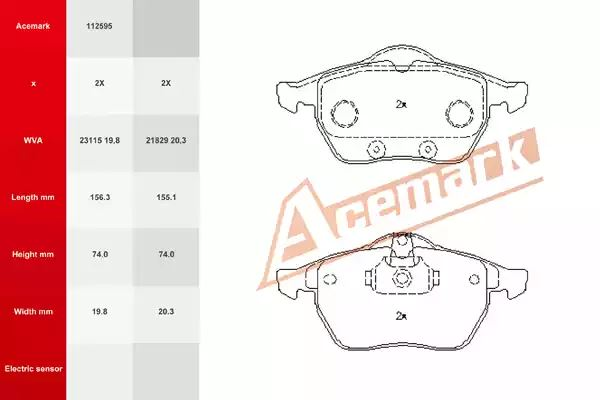 Acemark 112595
x 2X 2X
WVA 23115 19,8 21829 20,3
Length mm 156.3 155.1
Height mm 74.0 74.0
Width mm 19.8 20.3
Electric sensor
2x
Acemark
2x